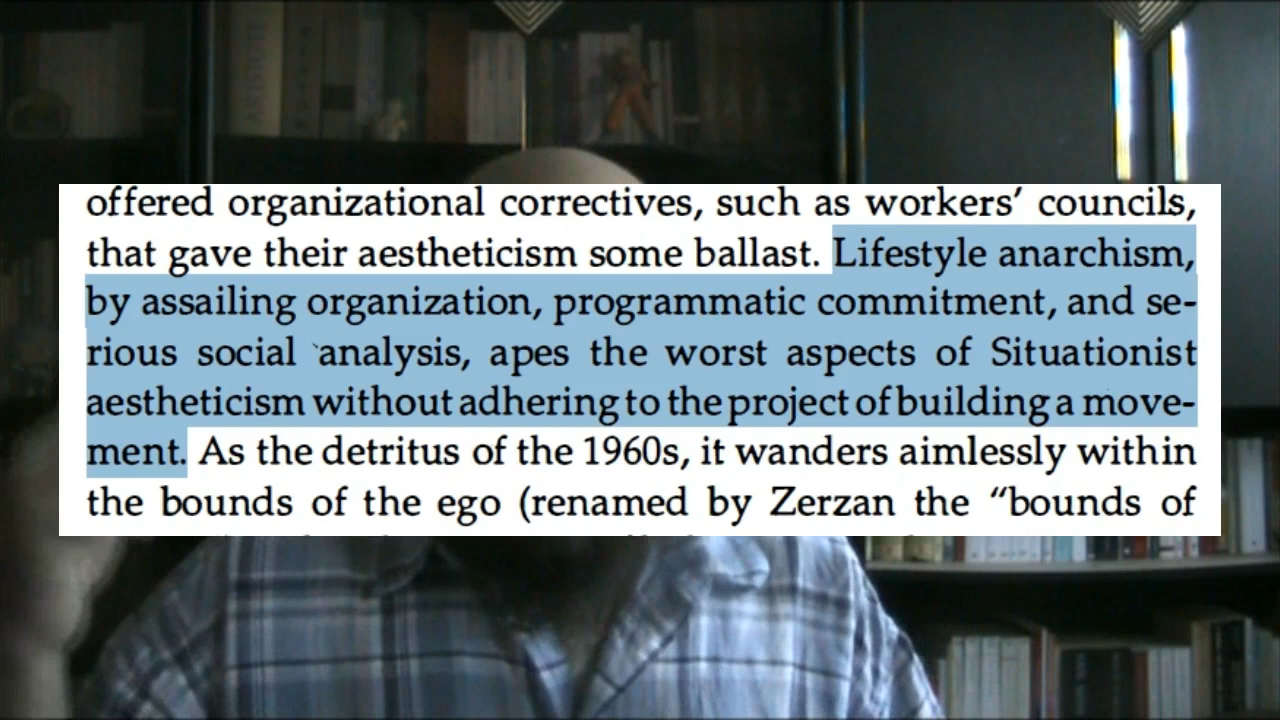 offered organizational correctives, such as workers’ councils,
that gave their aestheticism some ballast. Lifestyle anarchism,
by assailing organization, programmatic commitment, and se-
rious social analysis, apes the worst aspects of Situationist
aestheticism without adhering to the project of building a move-
ment. As the detritus of the 1960s, it wanders aimlessly within
the bounds of the ego (renamed by Zerzan the “bounds of